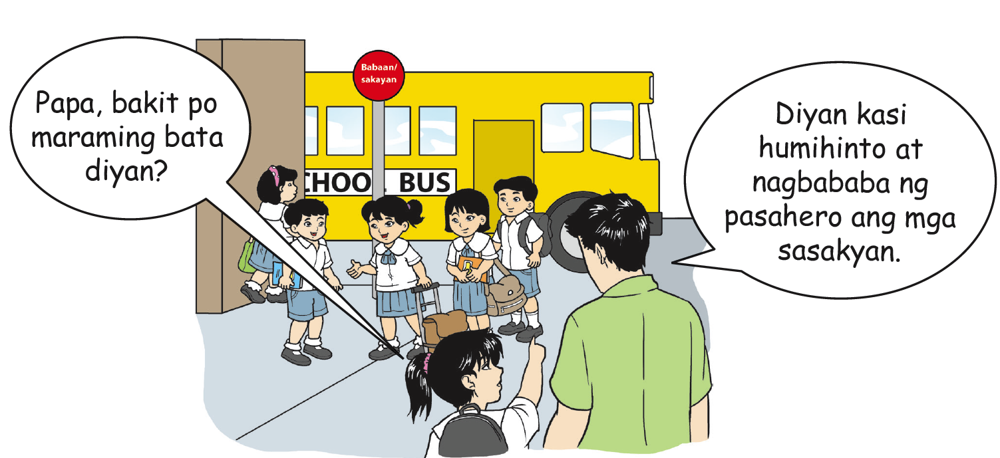 Papa, bakit po
maraming bata
diyan?
Babaan/
sakayan
CHOOL BUS
Diyan kasi
humihinto at
nagbababa ng
pasahero ang mga
sasakyan.